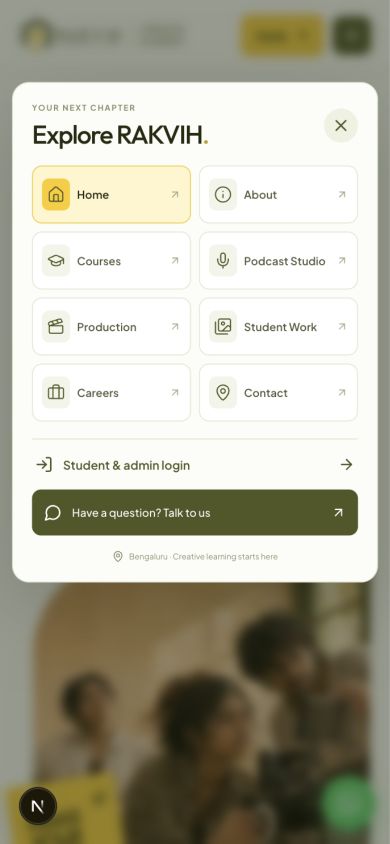 YOUR NEXT CHAPTER
Explore RAKVIH.
Home
About
Courses
Podcast Studio
Production
Student Work
Careers
Contact
Student & admin login
Have a question? Talk to us
Bengaluru · Creative learning starts here
N